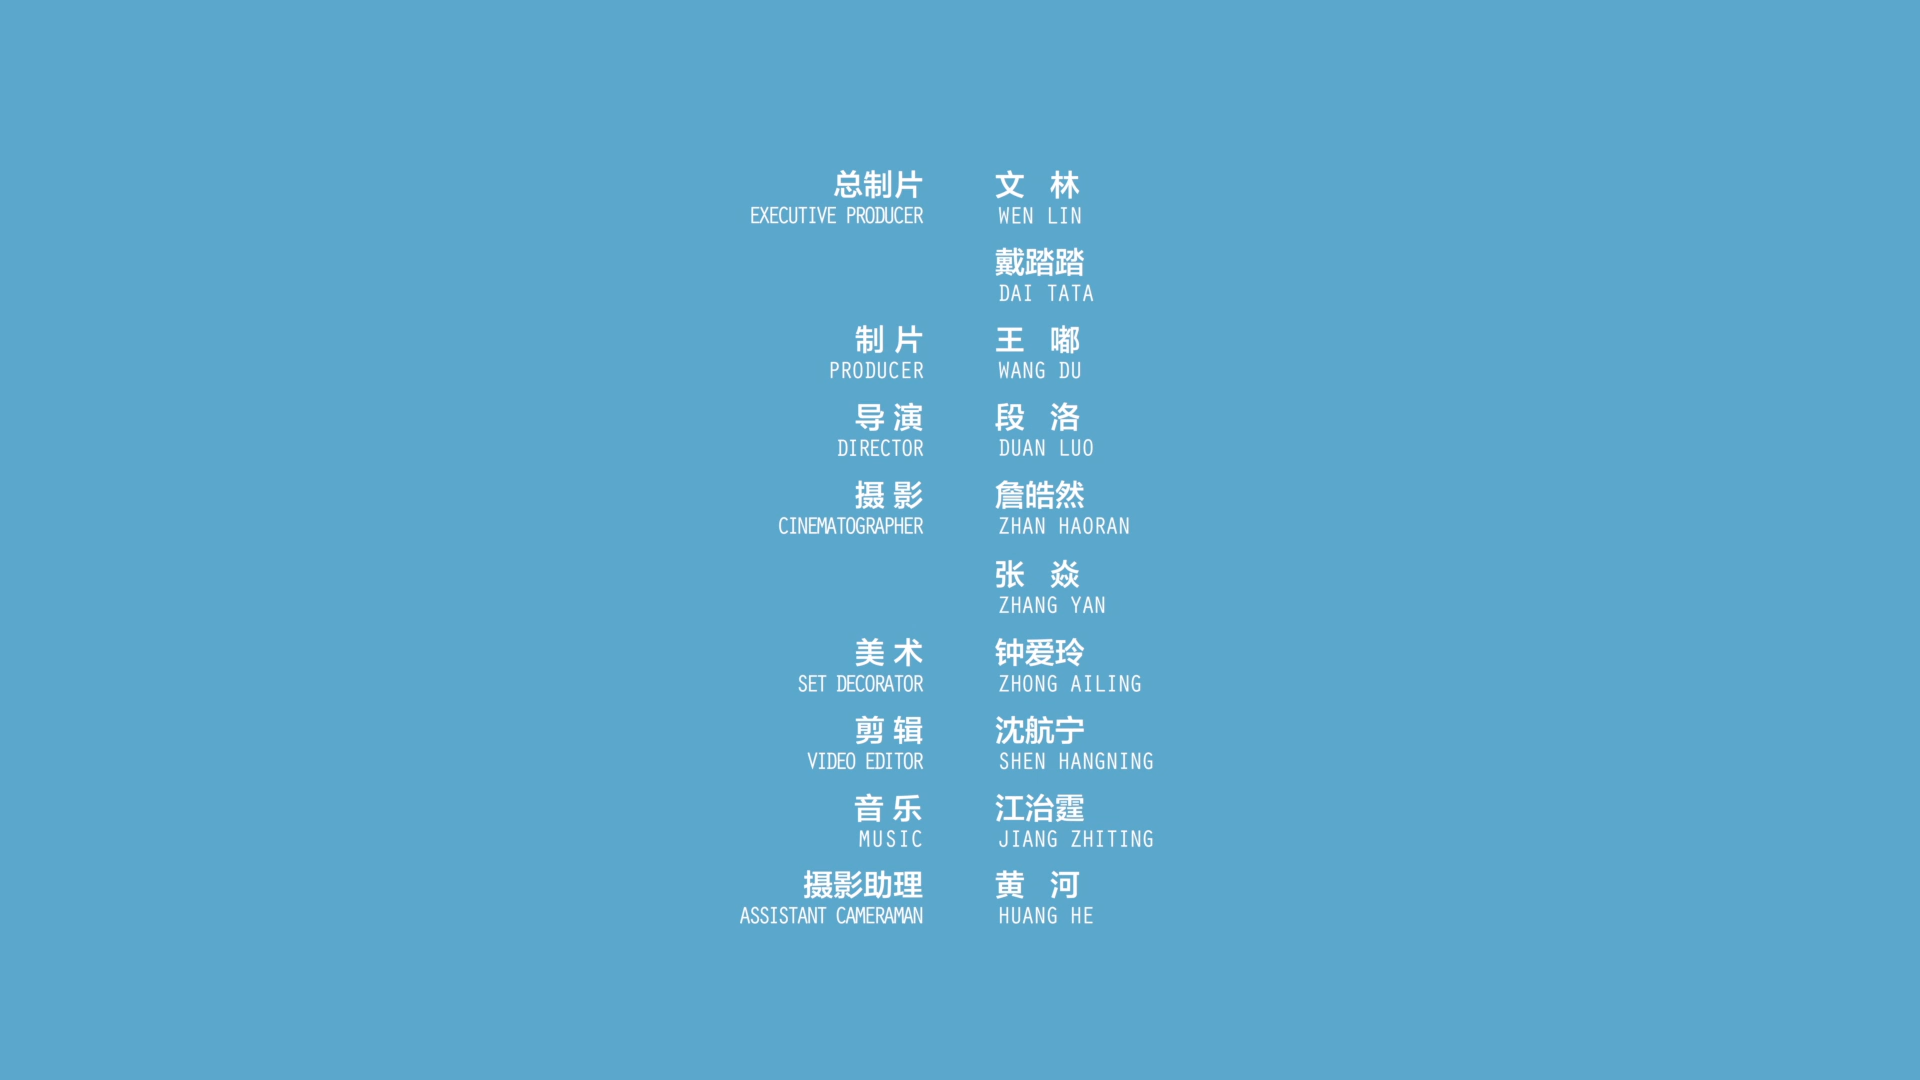 总制片 文 林
EXECUTIVE PRODUCER WEN LIN
戴踏踏
DAI TATA
制 片 王 嘟
PRODUCER WANG DU
导 演 段 洛
DIRECTOR DUAN LUO
摄 影 詹皓然
CINEMATOGRAPHER ZHAN HAORAN
张 焱
ZHANG YAN
美 术 钟爱玲
SET DECORATOR ZHONG AILING
剪 辑 沈航宁
VIDEO EDITOR SHEN HANGNING
音 乐 江治霆
MUSIC JIANG ZHITING
摄影助理 黄 河
ASSISTANT CAMERAMAN HUANG HE